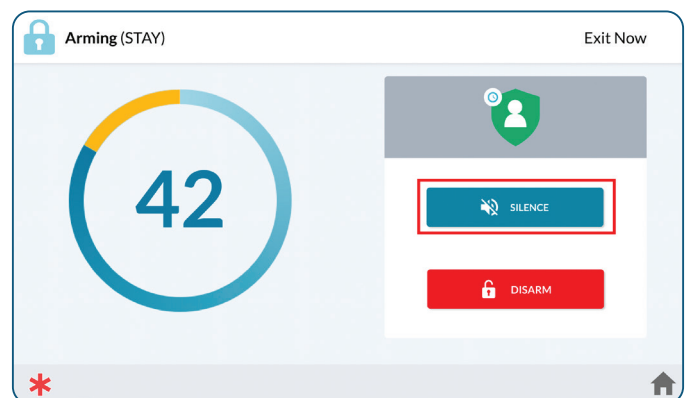 Arming (STAY)
Exit Now
42
SILENCE
DISARM